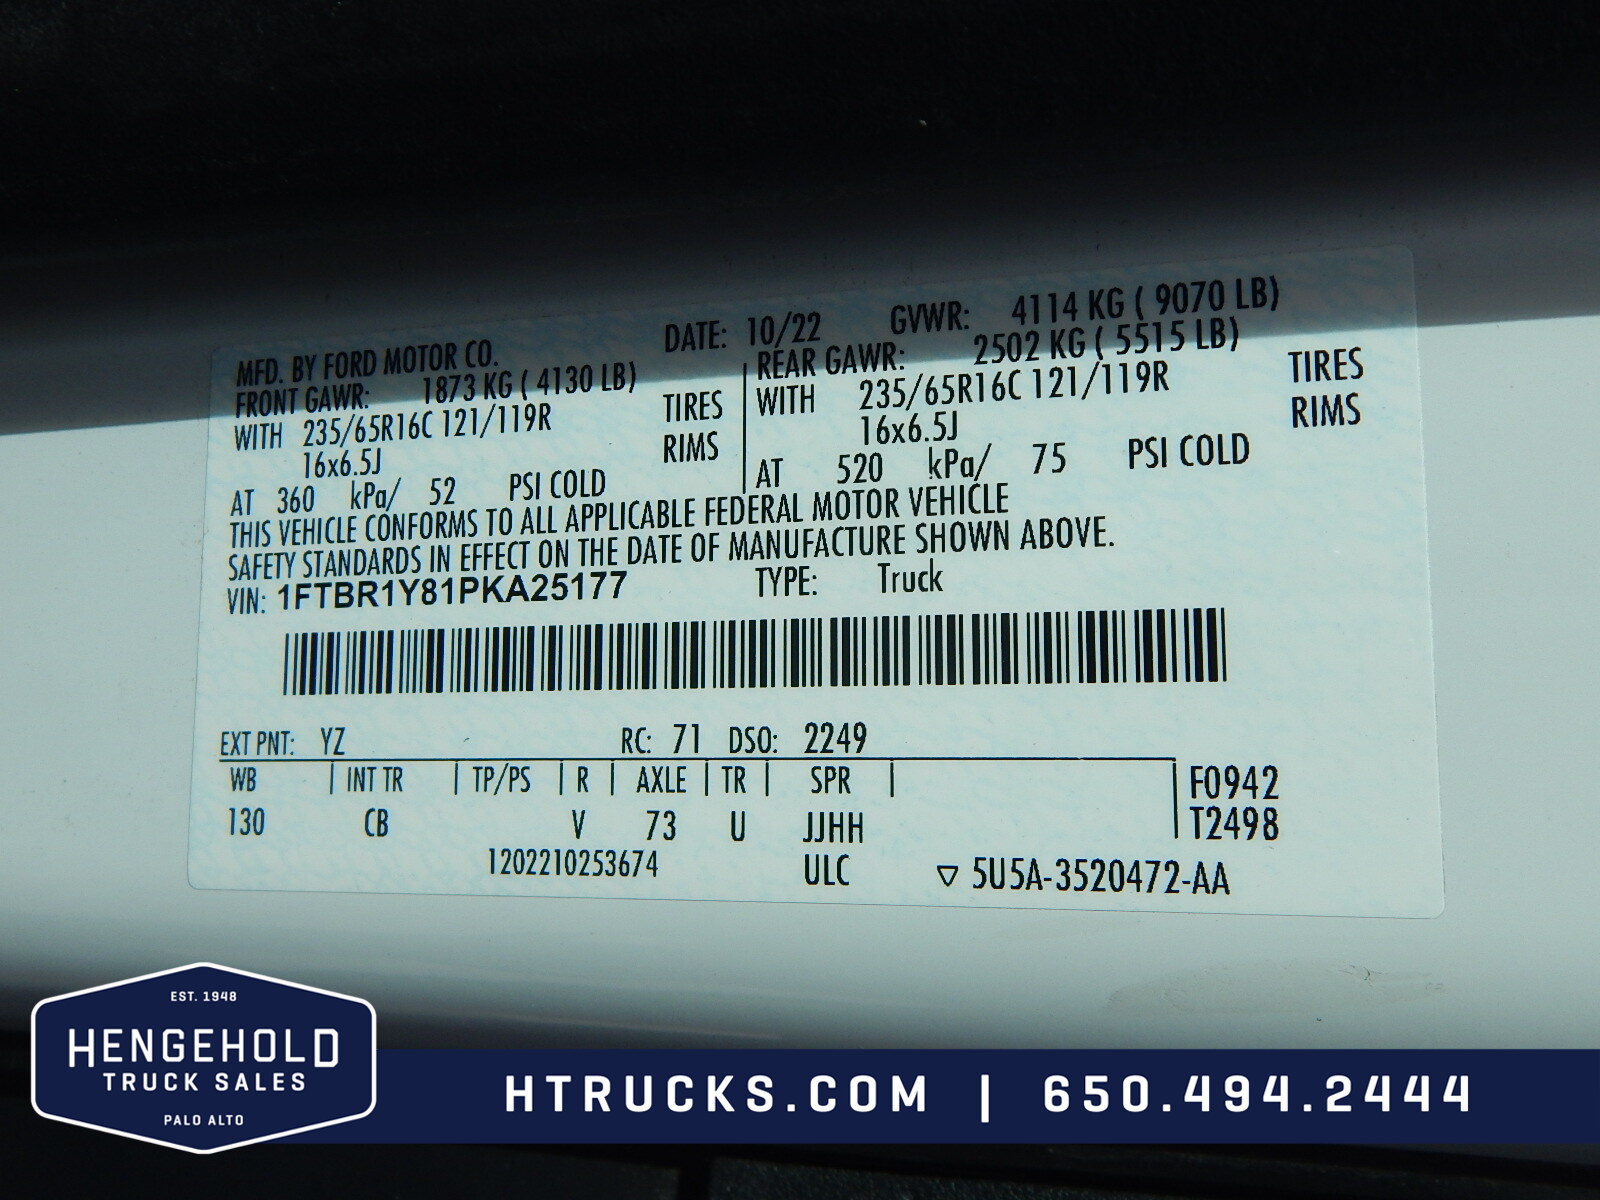 MFD. BY FORD MOTOR CO. DATE: 10/22 GVWR: 4114 KG ( 9070 LB)
FRONT GAWR: 1873 KG ( 4130 LB) REAR GAWR: 2502 KG ( 5515 LB)
WITH 235/65R16C 121/119R TIRES WITH 235/65R16C 121/119R TIRES
16x6.5J RIMS 16x6.5J RIMS
AT 360 kPa/ 52 PSI COLD AT 520 kPa/ 75 PSI COLD
THIS VEHICLE CONFORMS TO ALL APPLICABLE FEDERAL MOTOR VEHICLE
SAFETY STANDARDS IN EFFECT ON THE DATE OF MANUFACTURE SHOWN ABOVE.
VIN: 1FTBR1Y81PKA25177 TYPE: Truck
EXT PNT: YZ RC: 71 DSO: 2249
WB INT TR TP/PS R AXLE TR SPR F0942
130 CB V 73 U JJHH T2498
1202210253674 ULC ▽ 5U5A-3520472-AA
EST. 1948
HENGEHOLD
TRUCK SALES
PALO ALTO
HTRUCKS.COM | 650.494.2444